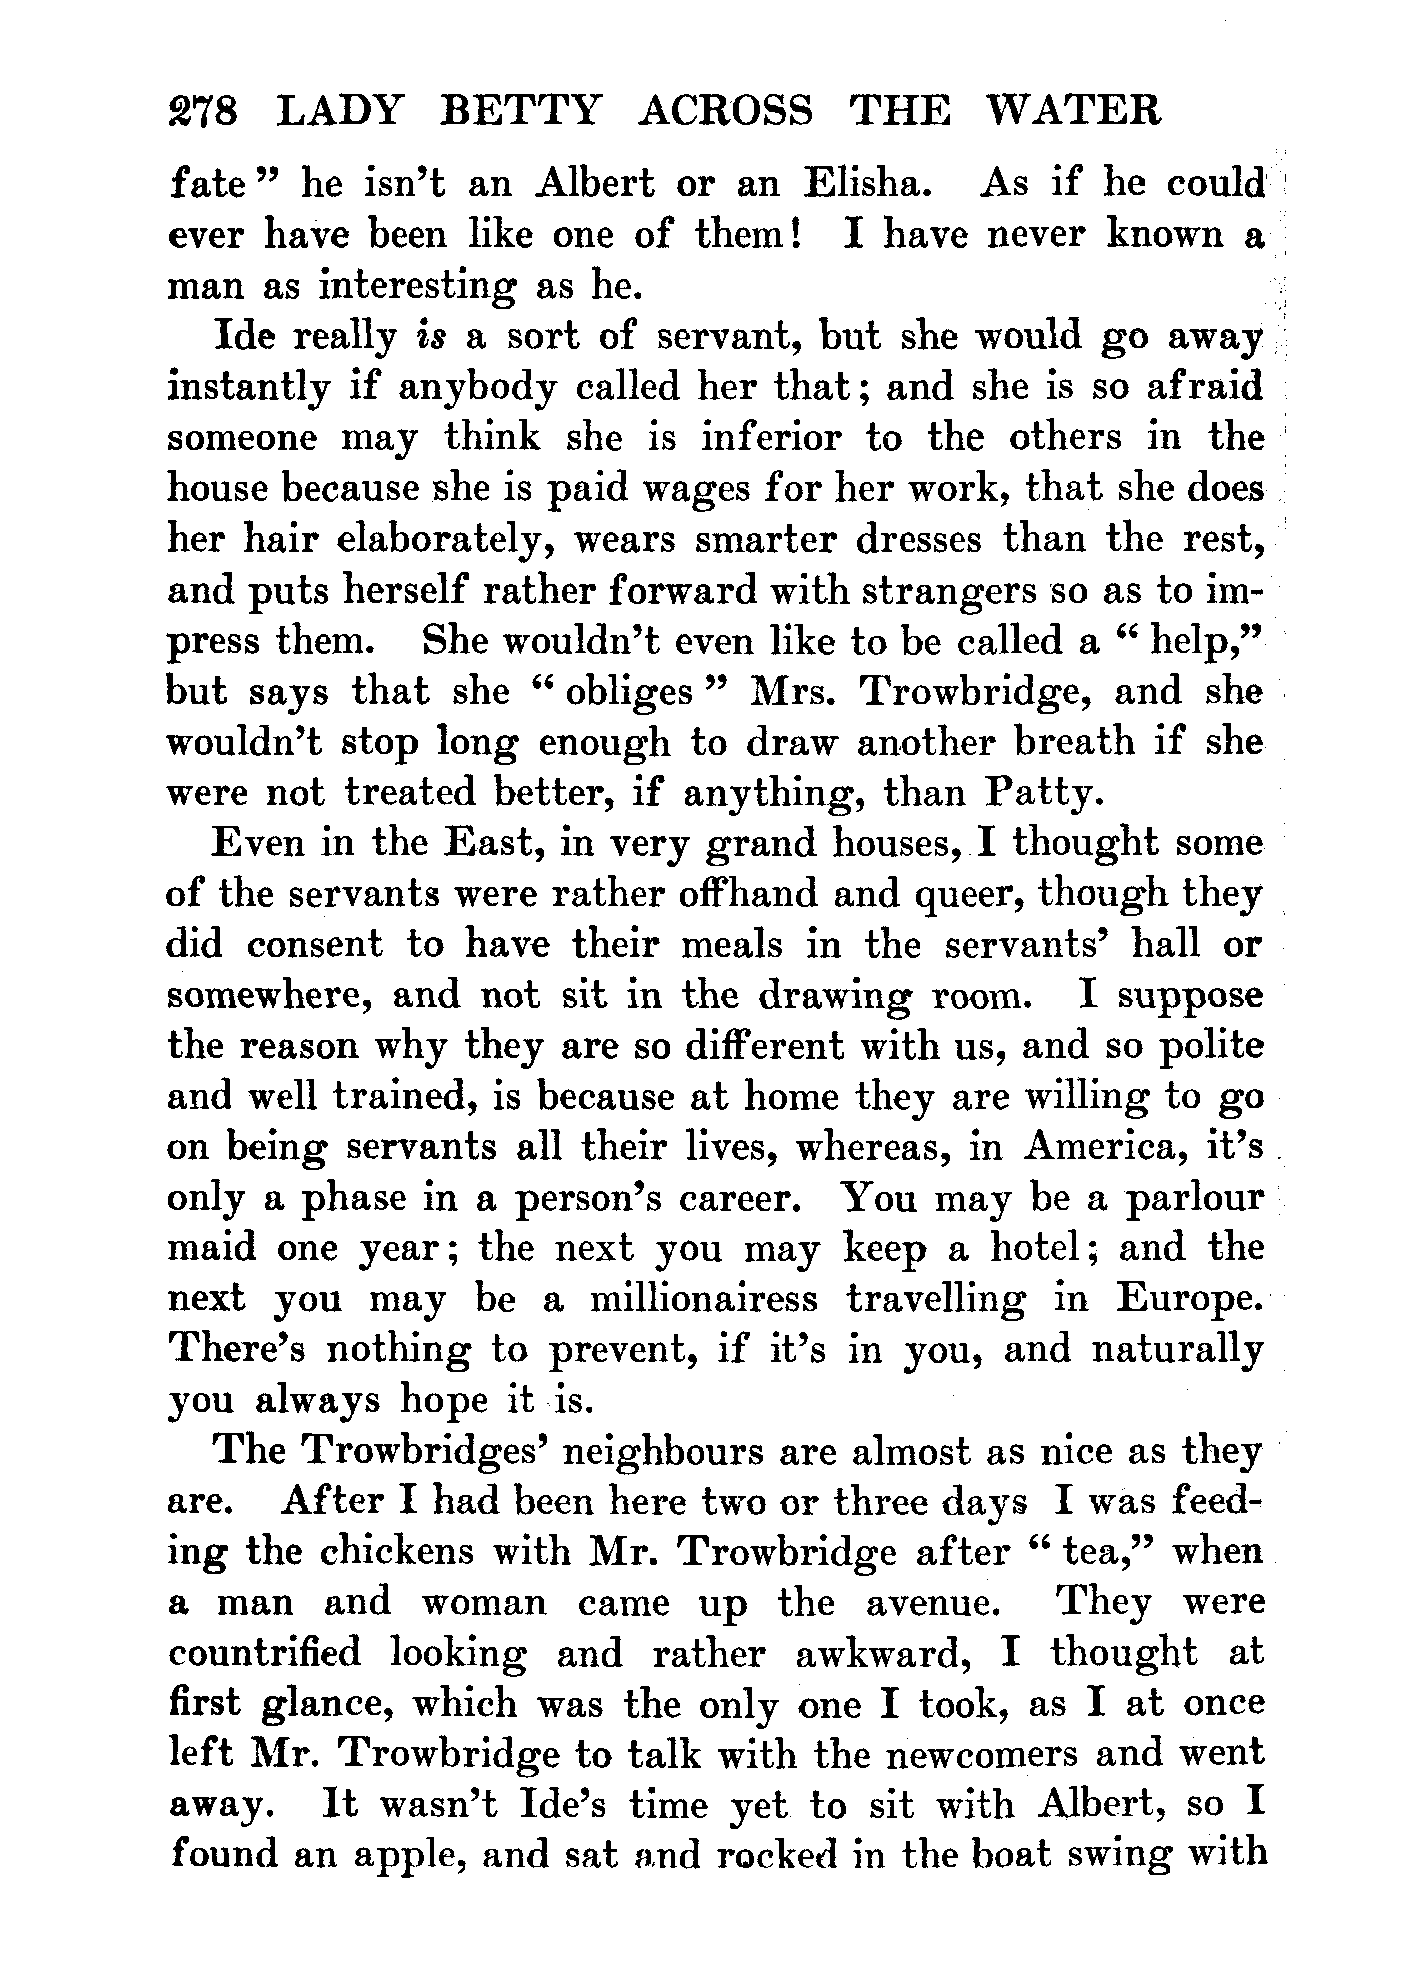 278 LADY BETTY ACROSS THE WATER
fate" he isn't an Albert or an Elisha. As if he could
ever have been like one of them! I have never known a
man as interesting as he.
Ide really is a sort of servant, but she would go away
instantly if anybody called her that; and she is so afraid
someone may think she is inferior to the others in the
house because she is paid wages for her work, that she does
her hair elaborately, wears smarter dresses than the rest,
and puts herself rather forward with strangers so as to im-
press them. She wouldn't even like to be called a "help,"
but says that she "obliges" Mrs. Trowbridge, and she
wouldn't stop long enough to draw another breath if she
were not treated better, if anything, than Patty.
Even in the East, in very grand houses, I thought some
of the servants were rather offhand and queer, though they
did consent to have their meals in the servants' hall or
somewhere, and not sit in the drawing room. I suppose
the reason why they are so different with us, and so polite
and well trained, is because at home they are willing to go
on being servants all their lives, whereas, in America, it's
only a phase in a person's career. You may be a parlour
maid one year; the next you may keep a hotel; and the
next you may be a millionairess travelling in Europe.
There's nothing to prevent, if it's in you, and naturally
you always hope it is.
The Trowbridges' neighbours are almost as nice as they
are. After I had been here two or three days I was feed-
ing the chickens with Mr. Trowbridge after "tea," when
a man and woman came up the avenue. They were
countrified looking and rather awkward, I thought at
first glance, which was the only one I took, as I at once
left Mr. Trowbridge to talk with the newcomers and went
away. It wasn't Ide's time yet to sit with Albert, so I
found an apple, and sat and rocked in the boat swing with